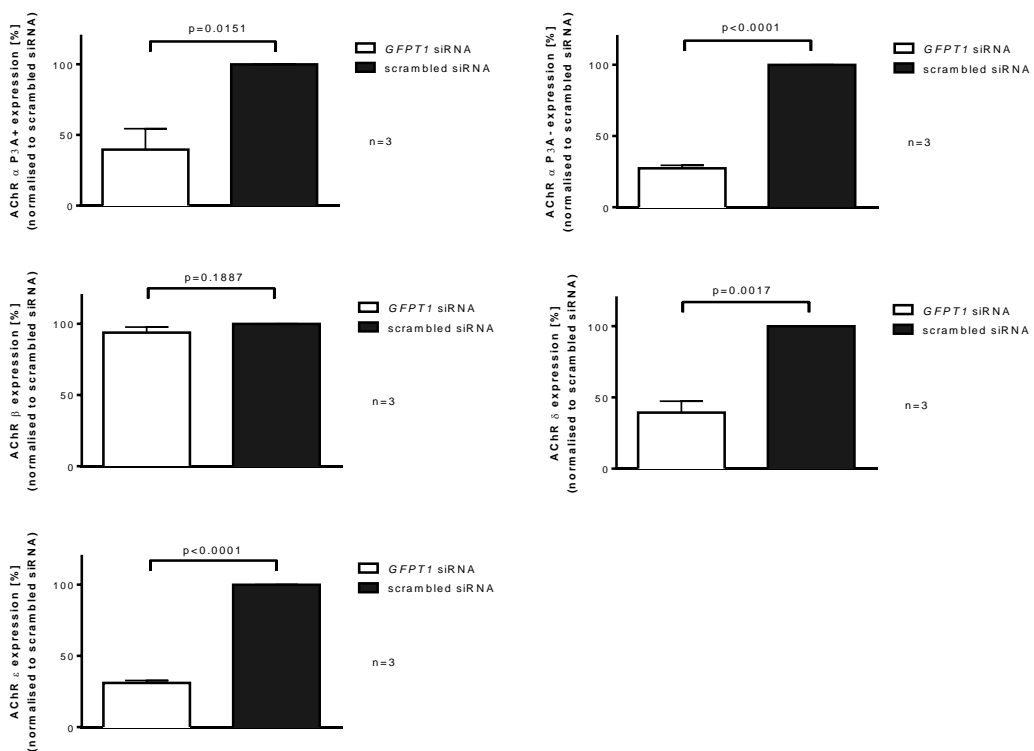 p=0.0151
AChR α P3A+ expression [%]
(normalised to scrambled siRNA)
100
50
0
GFPT1 siRNA
scrambled siRNA
n=3
p<0.0001
AChR α P3A- expression [%]
(normalised to scrambled siRNA)
100
50
0
GFPT1 siRNA
scrambled siRNA
n=3
p=0.1887
AChR β expression [%]
(normalised to scrambled siRNA)
100
50
0
GFPT1 siRNA
scrambled siRNA
n=3
p=0.0017
AChR δ expression [%]
(normalised to scrambled siRNA)
100
50
0
GFPT1 siRNA
scrambled siRNA
n=3
p<0.0001
AChR ε expression [%]
(normalised to scrambled siRNA)
100
50
0
GFPT1 siRNA
scrambled siRNA
n=3